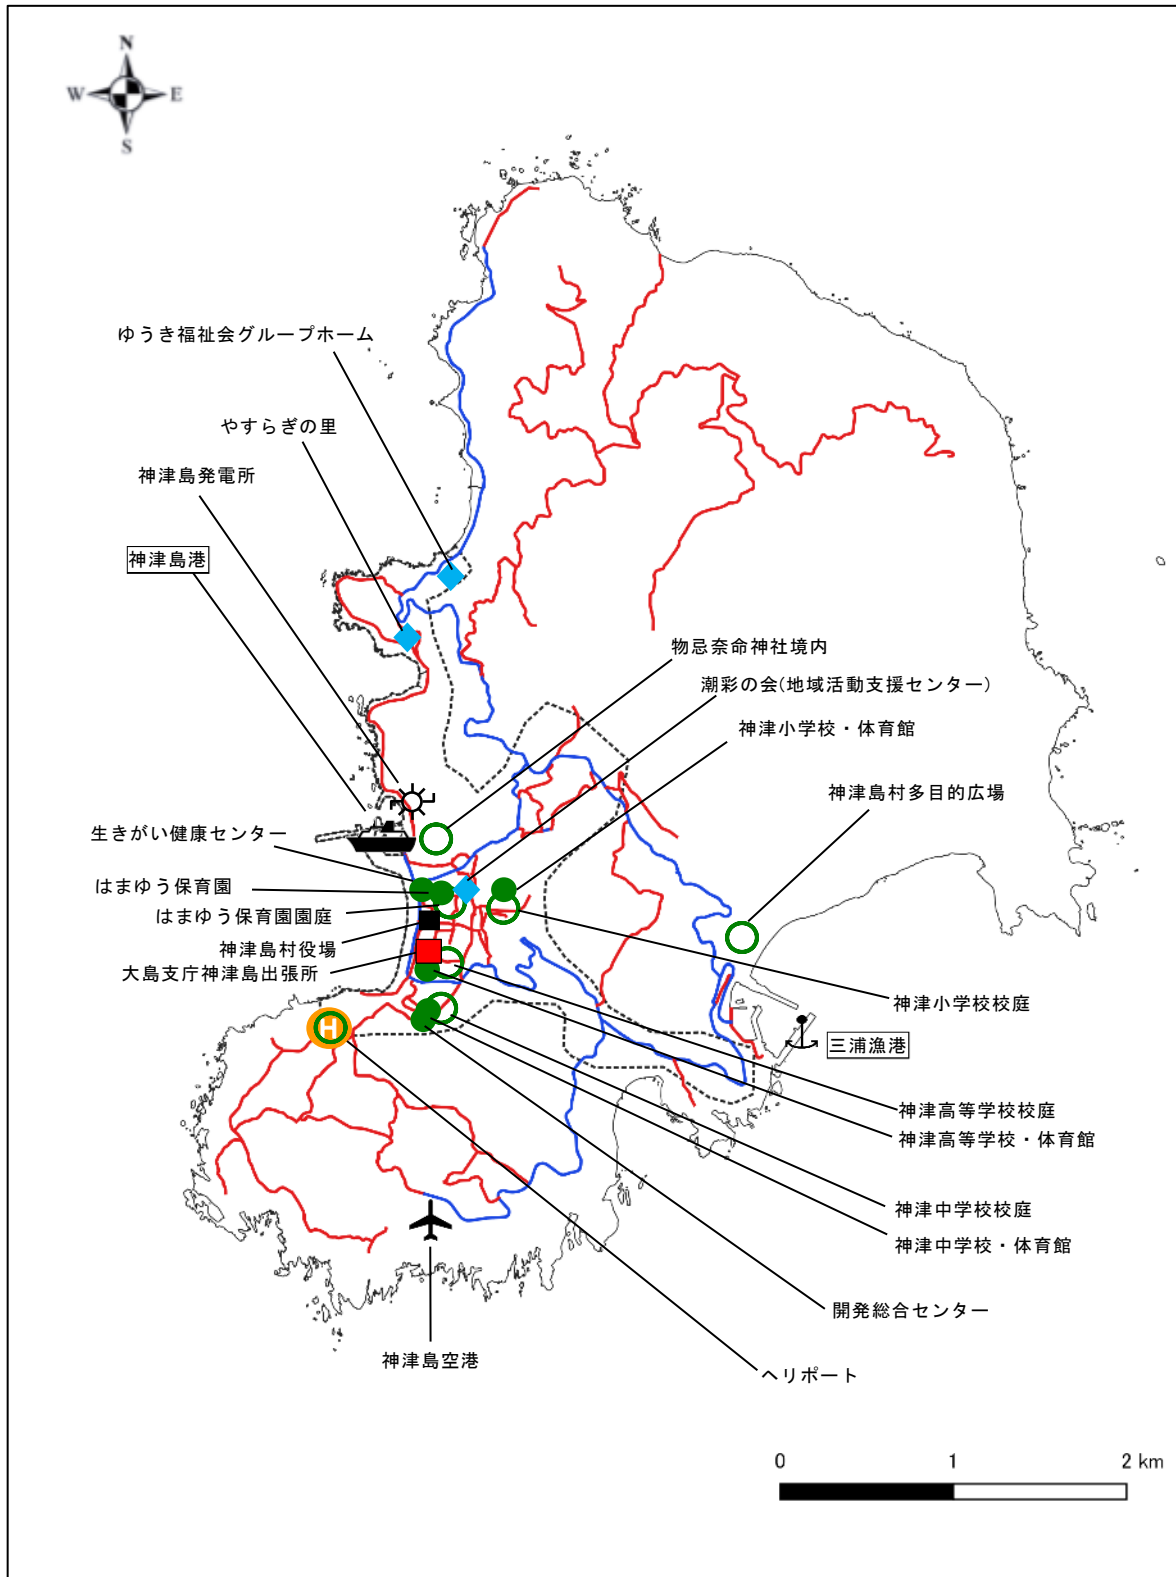 N
W E
S
ゆうき福祉会グループホーム
やすらぎの里
神津島発電所
神津島港
物忌奈命神社境内
潮彩の会(地域活動支援センター)
神津小学校・体育館
神津島村多目的広場
生きがい健康センター
はまゆう保育園
はまゆう保育園園庭
神津島村役場
大島支庁神津島出張所
神津小学校校庭
H
三浦漁港
神津高等学校校庭
神津高等学校・体育館
神津中学校校庭
神津中学校・体育館
開発総合センター
神津島空港
ヘリポート
0 1 2 km